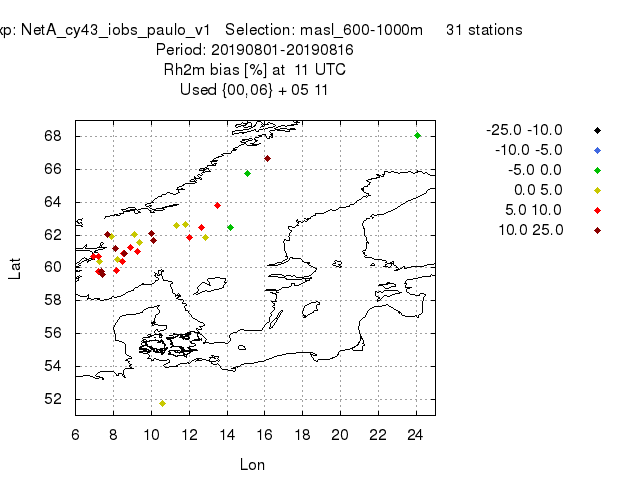 xp: NetA_cy43_iobs_paulo_v1 Selection: masl_600-1000m 31 stations
Period: 20190801-20190816
Rh2m bias [%] at 11 UTC
Used {00,06} + 05 11
-25.0 -10.0
-10.0 -5.0
-5.0 0.0
0.0 5.0
5.0 10.0
10.0 25.0
68
66
64
62
60
58
56
54
52
Lat
6 8 10 12 14 16 18 20 22 24
Lon